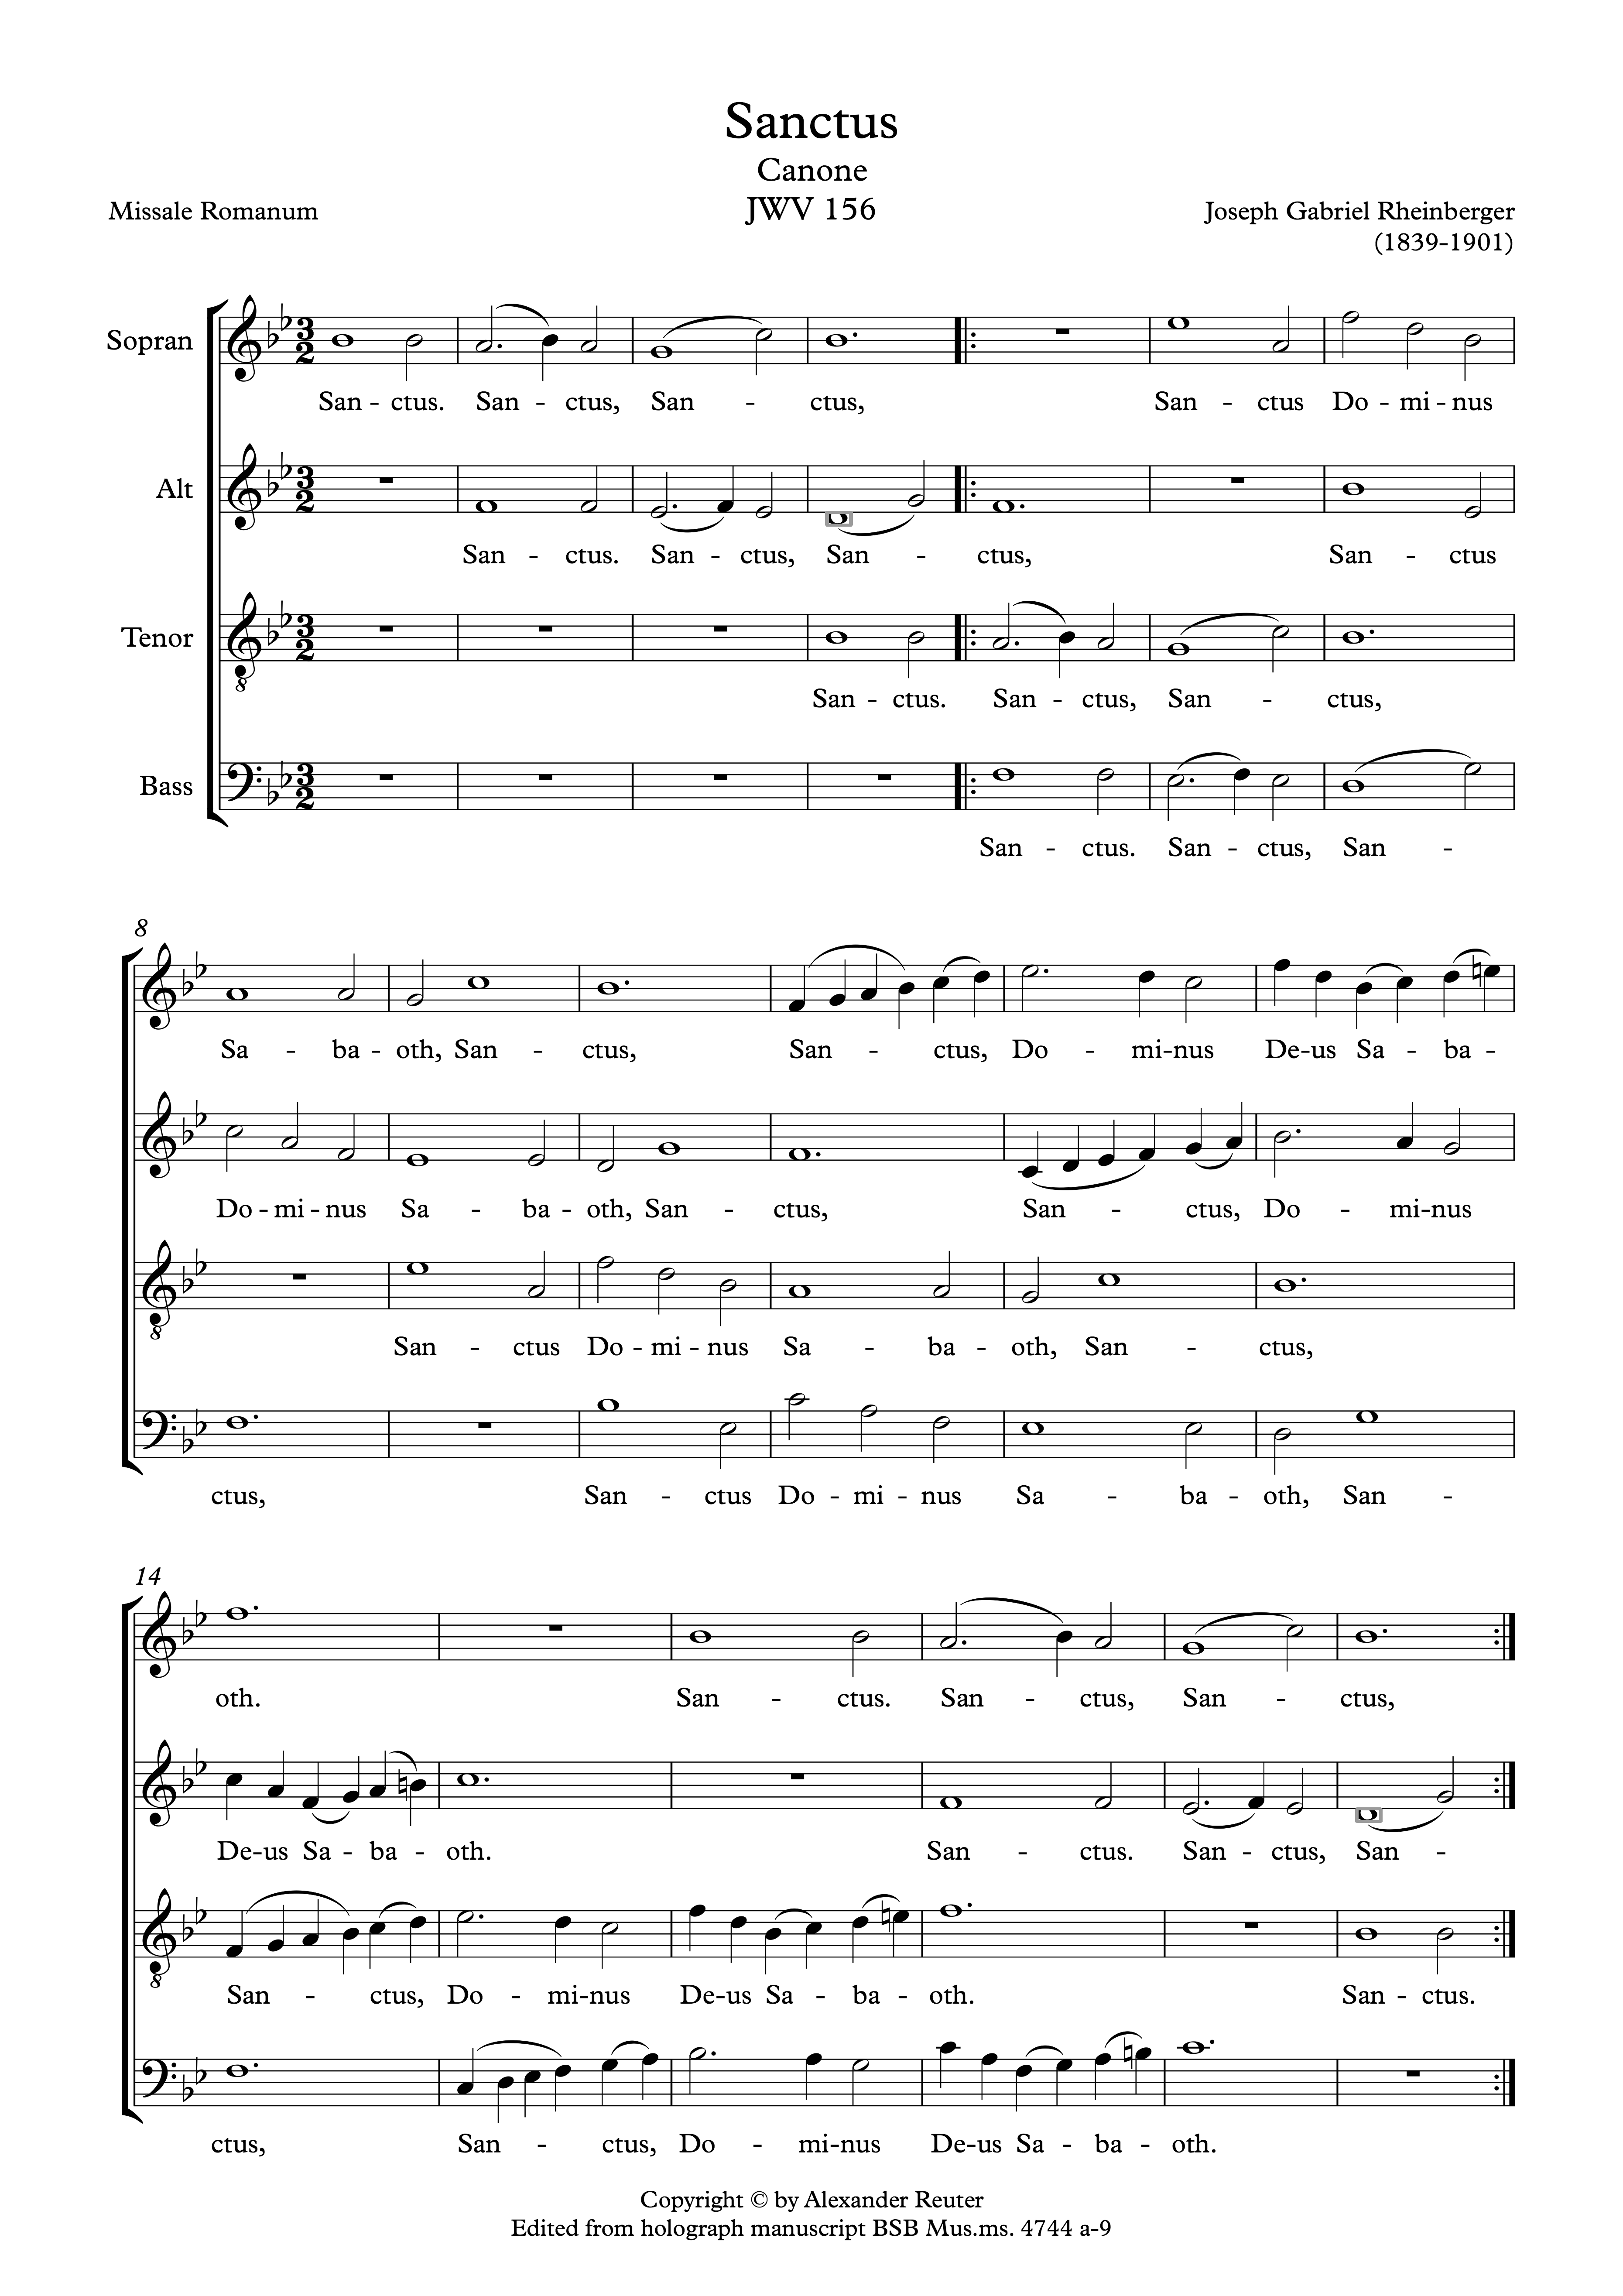 Sanctus
Canone
JWV 156
Missale Romanum
Joseph Gabriel Rheinberger
(1839-1901)
Sopran
San - ctus. San - ctus, San - ctus, San - ctus Do - mi - nus
Alt
San - ctus. San - ctus, San - ctus, San - ctus
Tenor
San - ctus. San - ctus, San - ctus,
Bass
San - ctus. San - ctus, San -
8
Sa - ba - oth, San - ctus, San - ctus, Do - mi-nus De-us Sa - ba -
Do - mi - nus Sa - ba - oth, San - ctus, San - ctus, Do - mi-nus
San - ctus Do - mi - nus Sa - ba - oth, San - ctus,
ctus, San - ctus Do - mi - nus Sa - ba - oth, San -
14
oth. San - ctus. San - ctus, San - ctus,
De-us Sa - ba - oth. San - ctus. San - ctus, San -
San - ctus, Do - mi-nus De-us Sa - ba - oth. San - ctus.
ctus, San - ctus, Do - mi-nus De-us Sa - ba - oth.
Copyright © by Alexander Reuter
Edited from holograph manuscript BSB Mus.ms. 4744 a-9